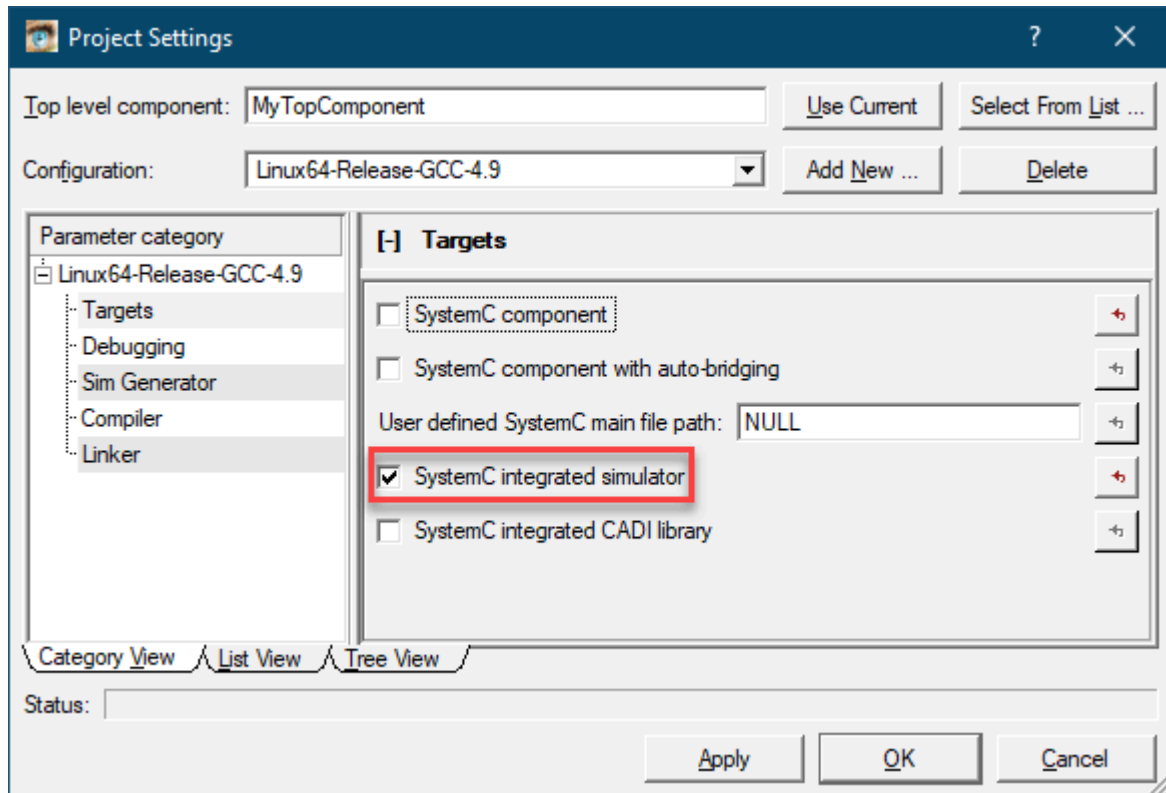 Project Settings
?
Top level component: MyTopComponent Use Current Select From List ...
Configuration: Linux64-Release-GCC-4.9 Add New ... Delete
Parameter category
Linux64-Release-GCC-4.9
Targets
Debugging
Sim Generator
Compiler
Linker
[-] Targets
SystemC component
SystemC component with auto-bridging
User defined SystemC main file path: NULL
SystemC integrated simulator
SystemC integrated CADI library
Category View List View Tree View
Status:
Apply OK Cancel